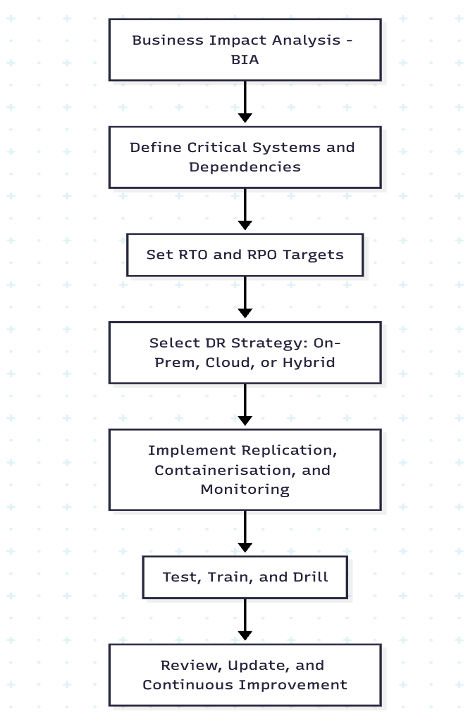 Business Impact Analysis -
BIA
Define Critical Systems and
Dependencies
Set RTO and RPO Targets
Select DR Strategy: On-
Prem, Cloud, or Hybrid
Implement Replication,
Containerisation, and
Monitoring
Test, Train, and Drill
Review, Update, and
Continuous Improvement